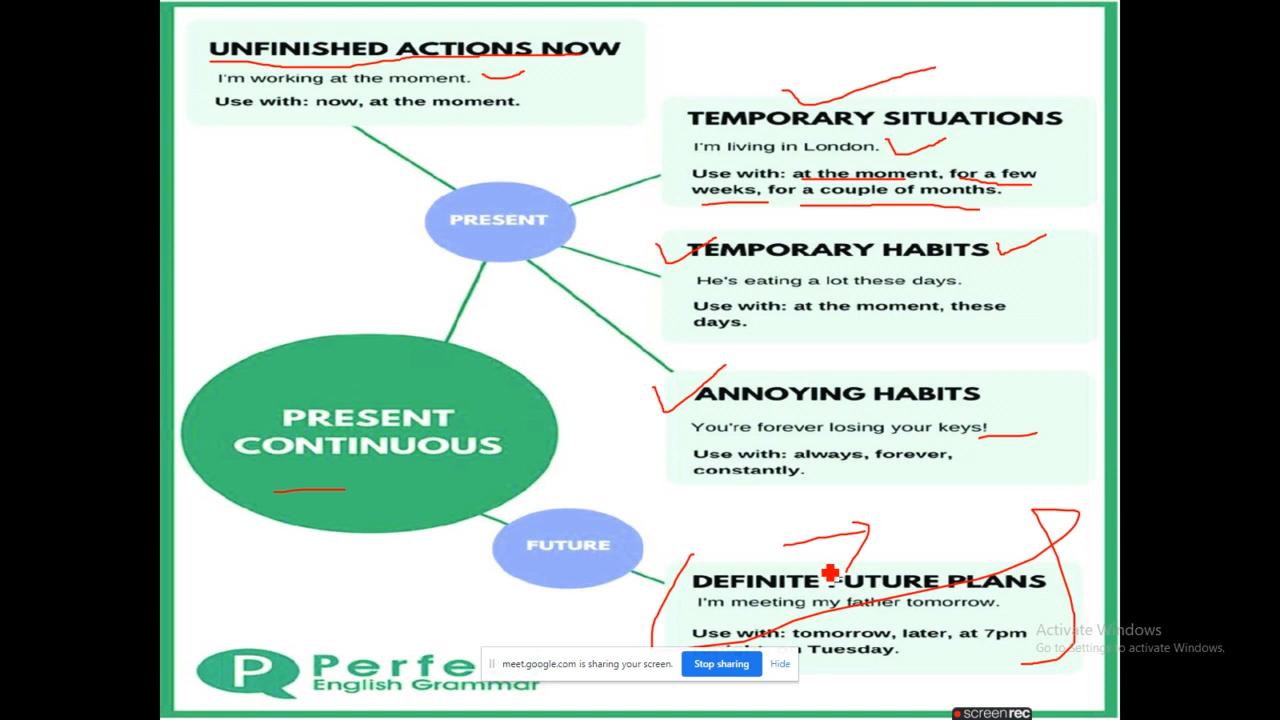 UNFINISHED ACTIONS NOW
I'm working at the moment.
Use with: now, at the moment.
TEMPORARY SITUATIONS
I'm living in London.
Use with: at the moment, for a few
weeks, for a couple of months.
PRESENT
TEMPORARY HABITS
He's eating a lot these days.
Use with: at the moment, these
days.
ANNOYING HABITS
You're forever losing your keys!
Use with: always, forever,
constantly.
PRESENT
CONTINUOUS
FUTURE
DEFINITE FUTURE PLANS
I'm meeting my father tomorrow.
Use with: tomorrow, later, at 7pm
Tuesday.
Activate Windows
Go to Settings to activate Windows.
P
English Grammar
meet.google.com is sharing your screen.
Stop sharing
Hide
screenrec